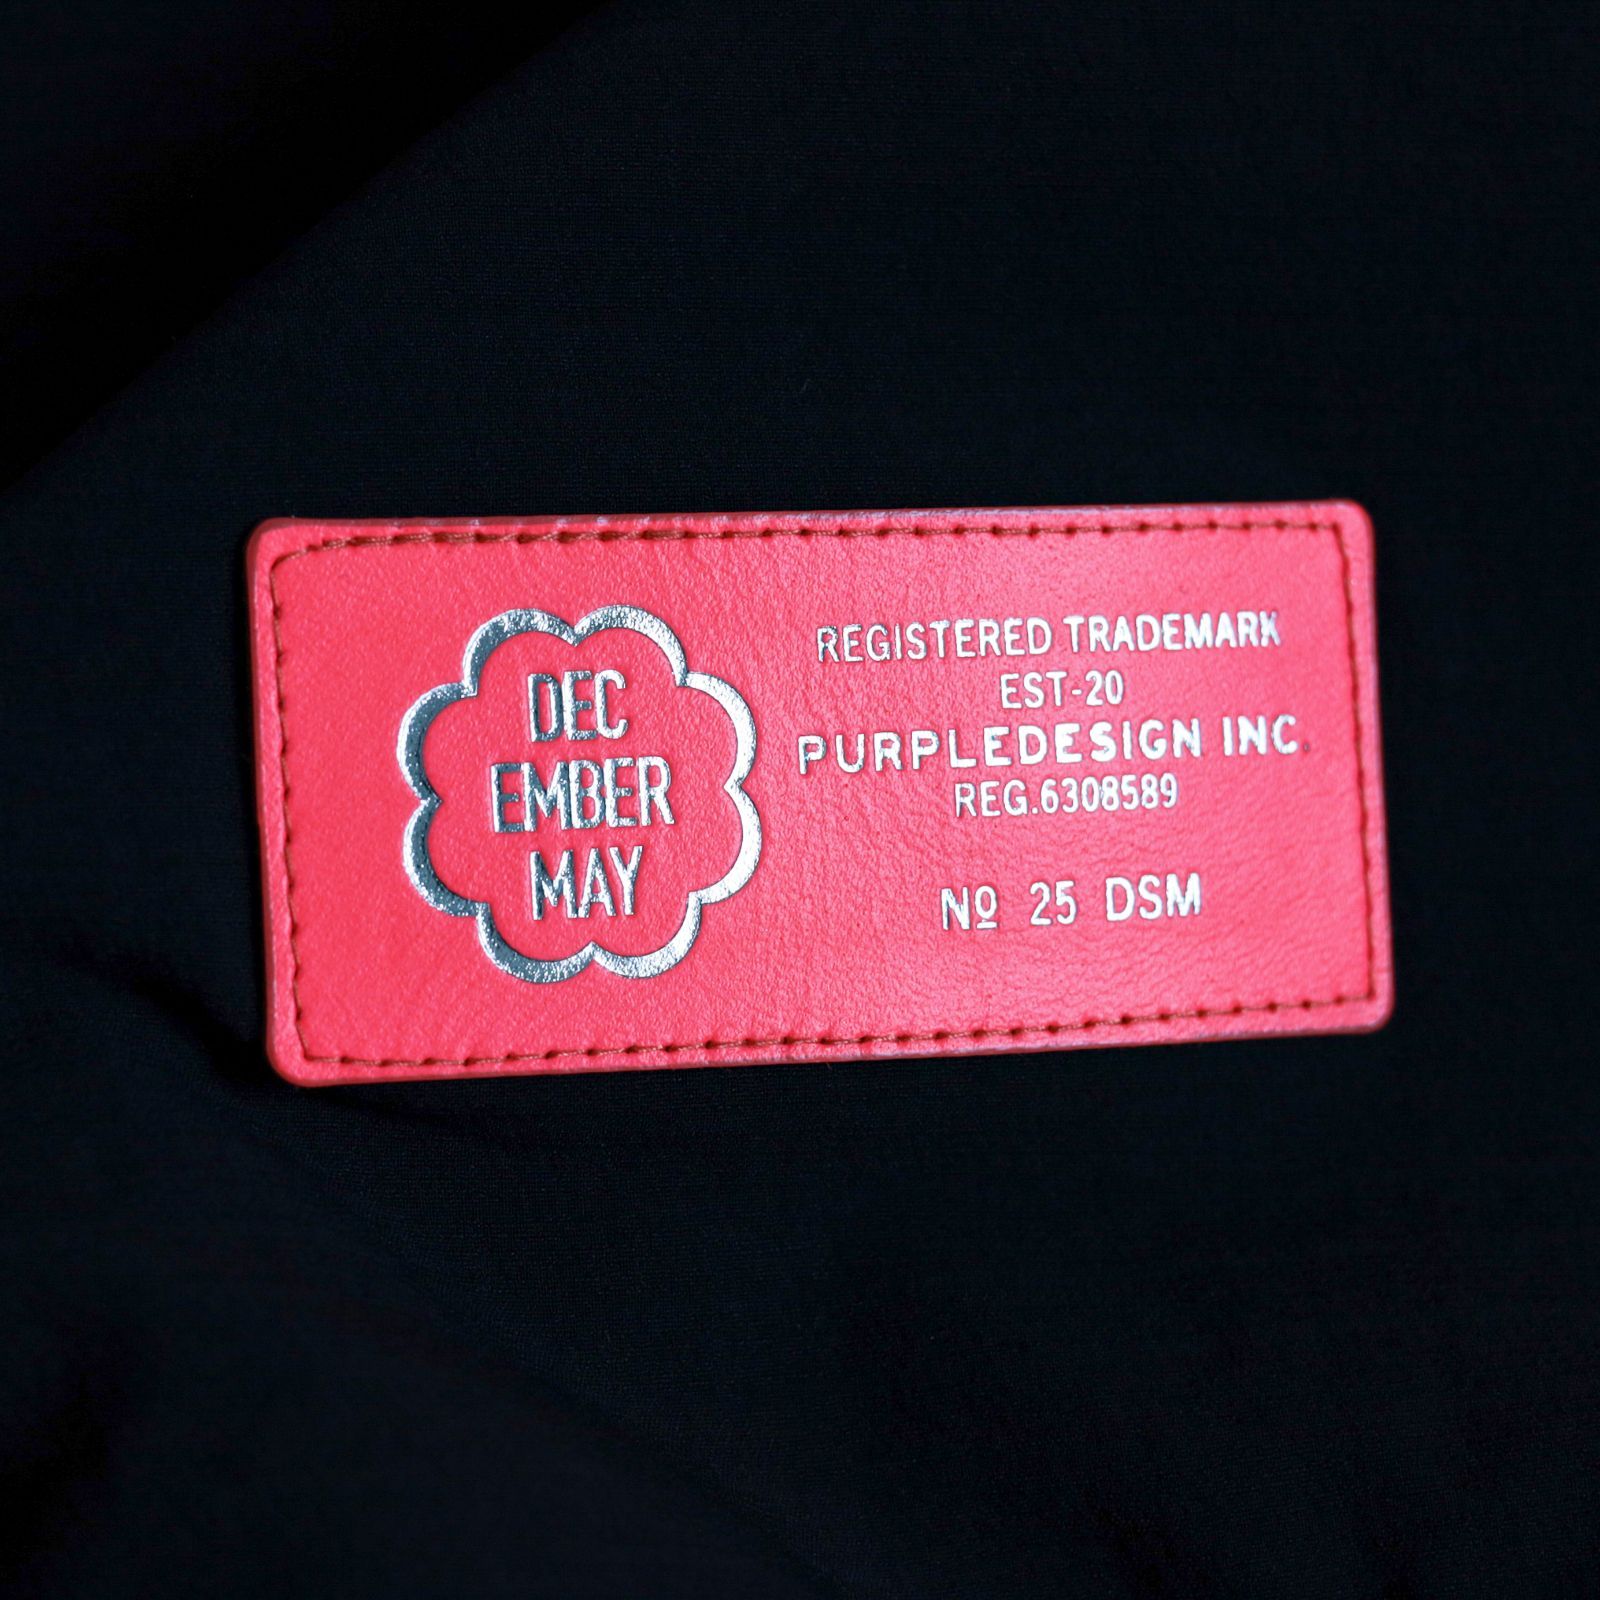 DEC
EMBER
MAY
REGISTERED TRADEMARK
EST-20
PURPLEDESIGN INC.
REG.6308589
Nº 25 DSM